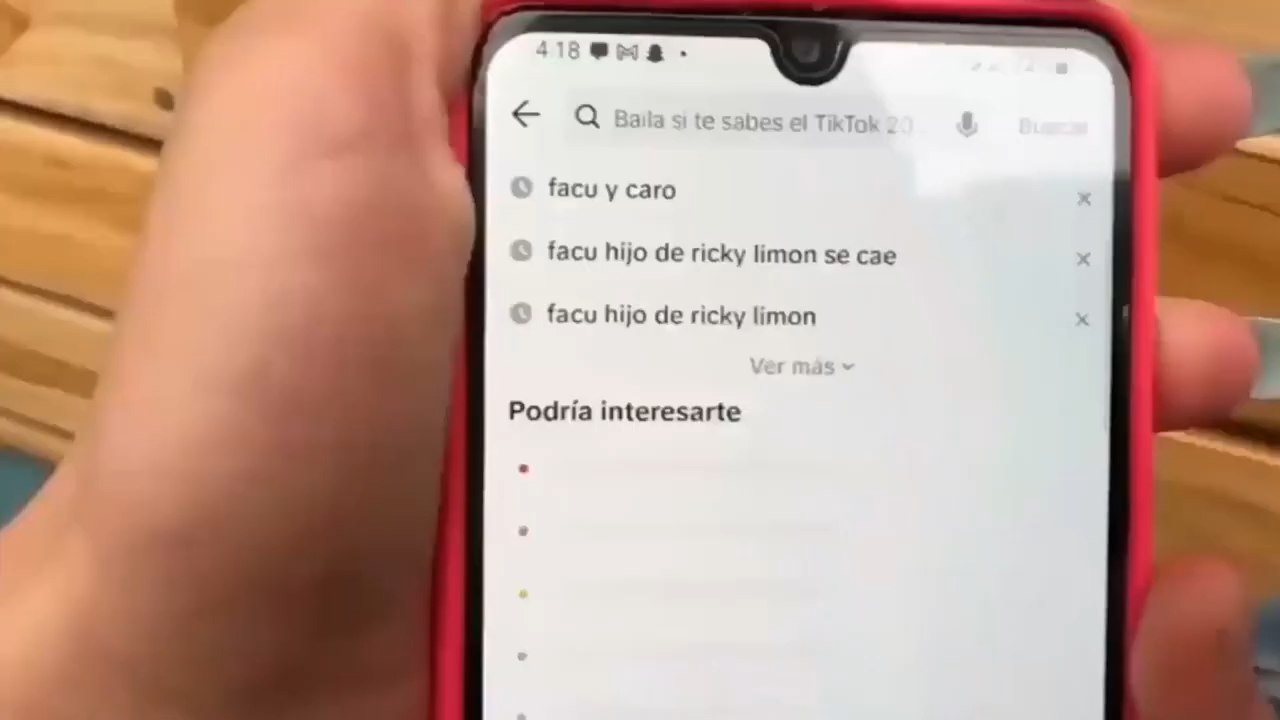 4:18
Baila si te sabes el TikTok 20
Buscar
facu y caro
facu hijo de ricky limon se cae
facu hijo de ricky limon
Ver más
Podría interesarte